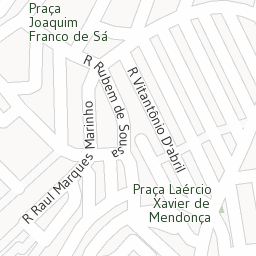 Praça
Joaquim
Franco de Sá
R Rubem de Sousa
R Vitantônio D'abril
R Raul Marques Marinho
Praça Laércio
Xavier de
Mendonça